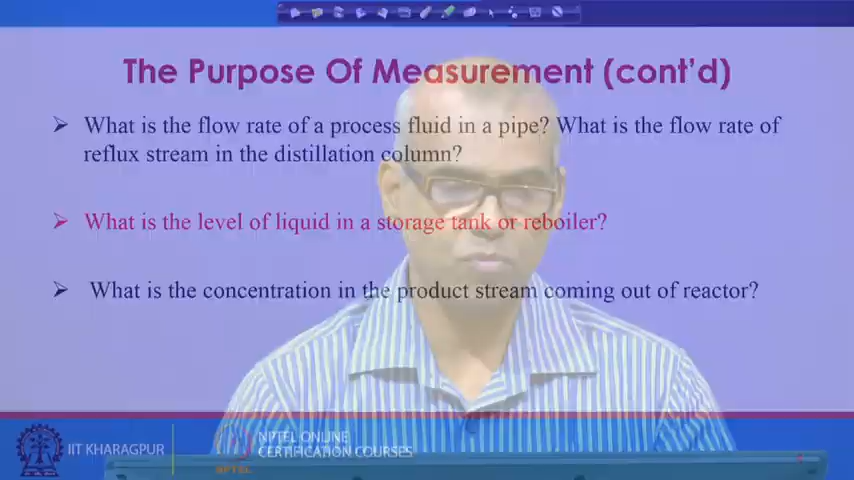 The Purpose Of Measurement (cont'd)
What is the flow rate of a process fluid in a pipe? What is the flow rate of
reflux stream in the distillation column?
What is the level of liquid in a storage tank or reboiler?
What is the concentration in the product stream coming out of reactor?
IIT KHARAGPUR
NPTEL
NPTEL ONLINE
CERTIFICATION COURSES